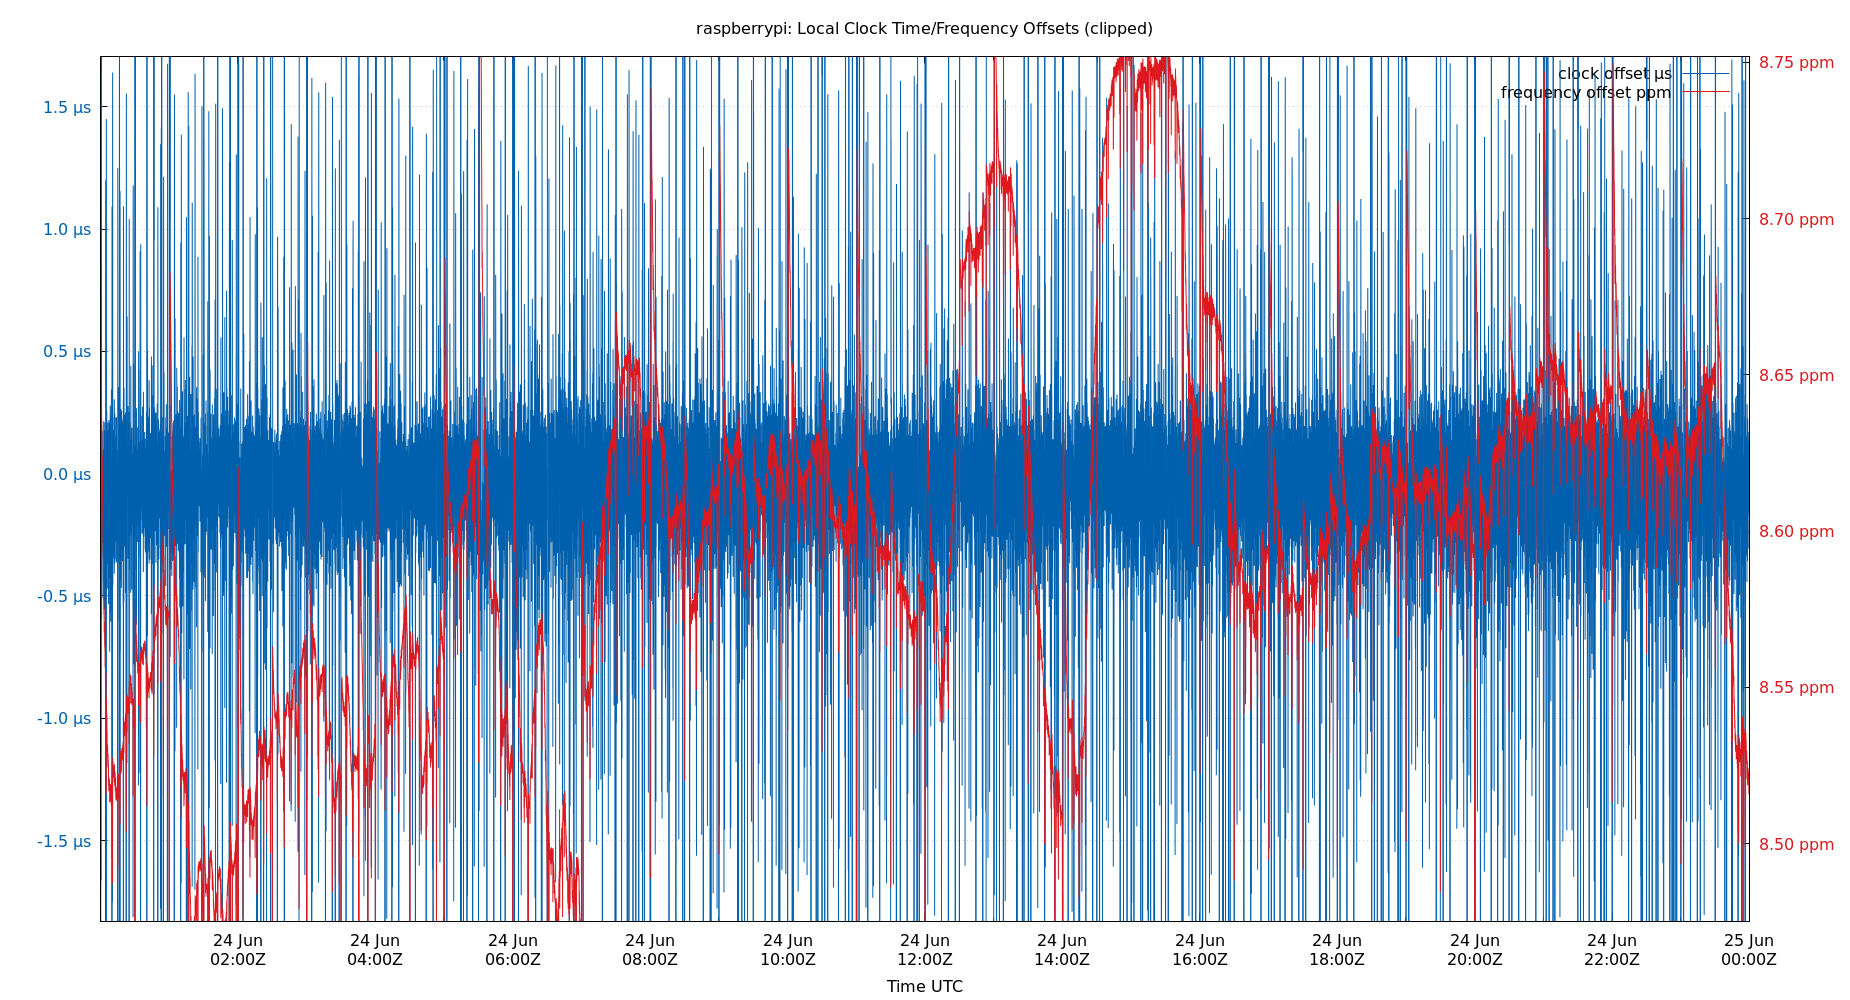 raspberrypi: Local Clock Time/Frequency Offsets (clipped)
clock offset µs
frequency offset ppm
1.5 µs
1.0 µs
0.5 µs
0.0 µs
-0.5 µs
-1.0 µs
-1.5 µs
8.75 ppm
8.70 ppm
8.65 ppm
8.60 ppm
8.55 ppm
8.50 ppm
24 Jun
02:00Z
24 Jun
04:00Z
24 Jun
06:00Z
24 Jun
08:00Z
24 Jun
10:00Z
24 Jun
12:00Z
24 Jun
14:00Z
24 Jun
16:00Z
24 Jun
18:00Z
24 Jun
20:00Z
24 Jun
22:00Z
25 Jun
00:00Z
Time UTC